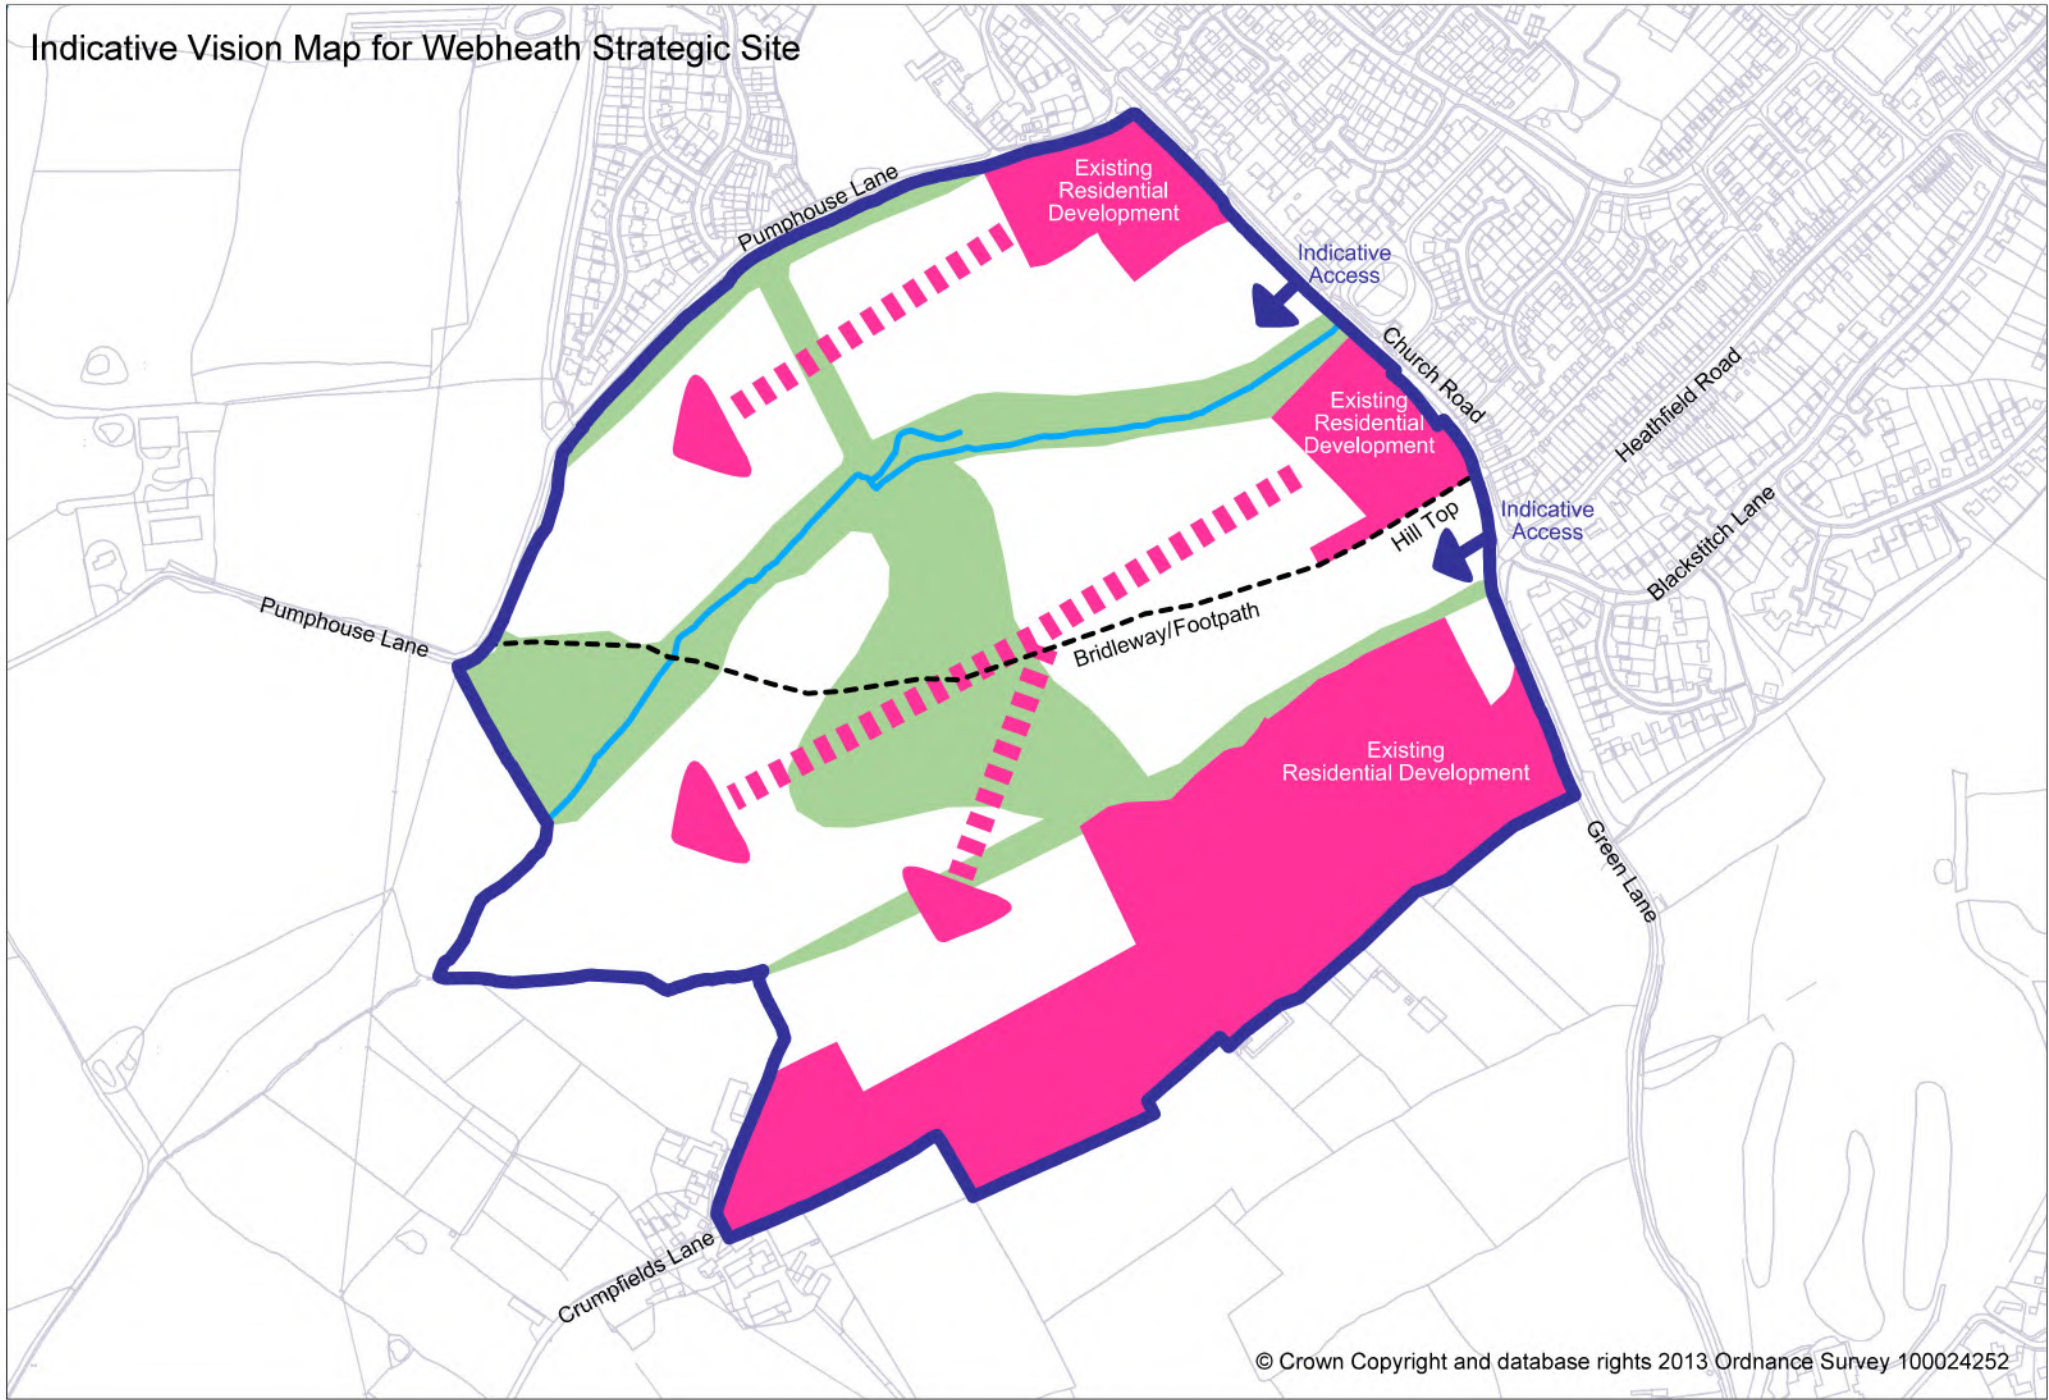 Indicative Vision Map for Webheath Strategic Site
Pumphouse Lane
Existing
Residential
Development
Indicative
Access
Church Road
Heathfield Road
Existing
Residential
Development
Hill Top
Indicative
Access
Blackstitch Lane
Pumphouse Lane
Bridleway/Footpath
Existing
Residential Development
Green Lane
Crumpfields Lane
© Crown Copyright and database rights 2013 Ordnance Survey 100024252